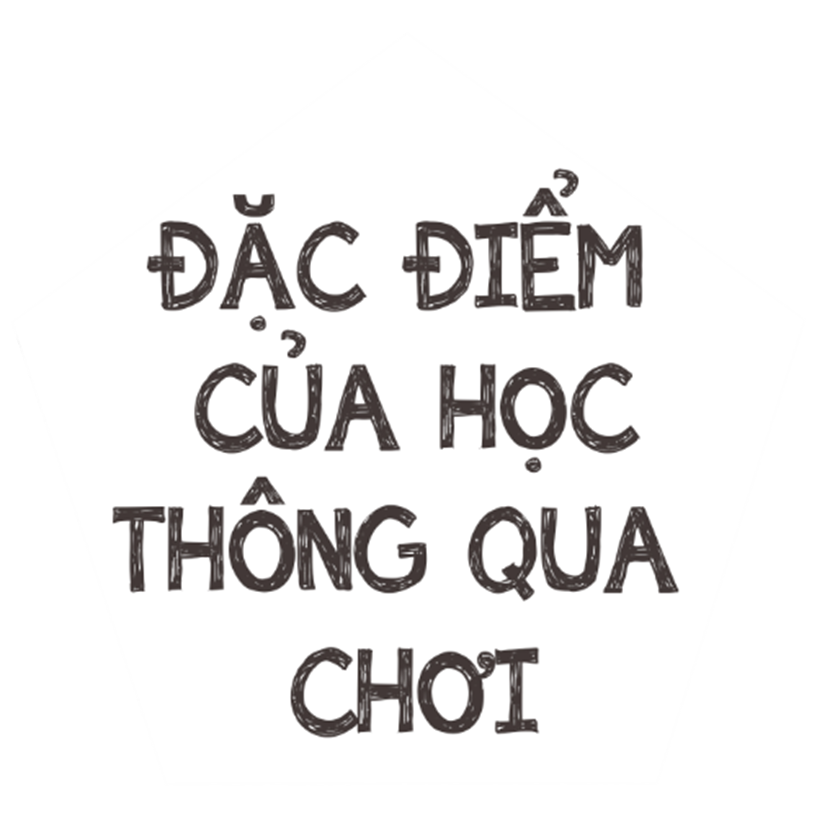 ĐẶC ĐIỂM
CỦA HỌC
THÔNG QUA
CHƠI